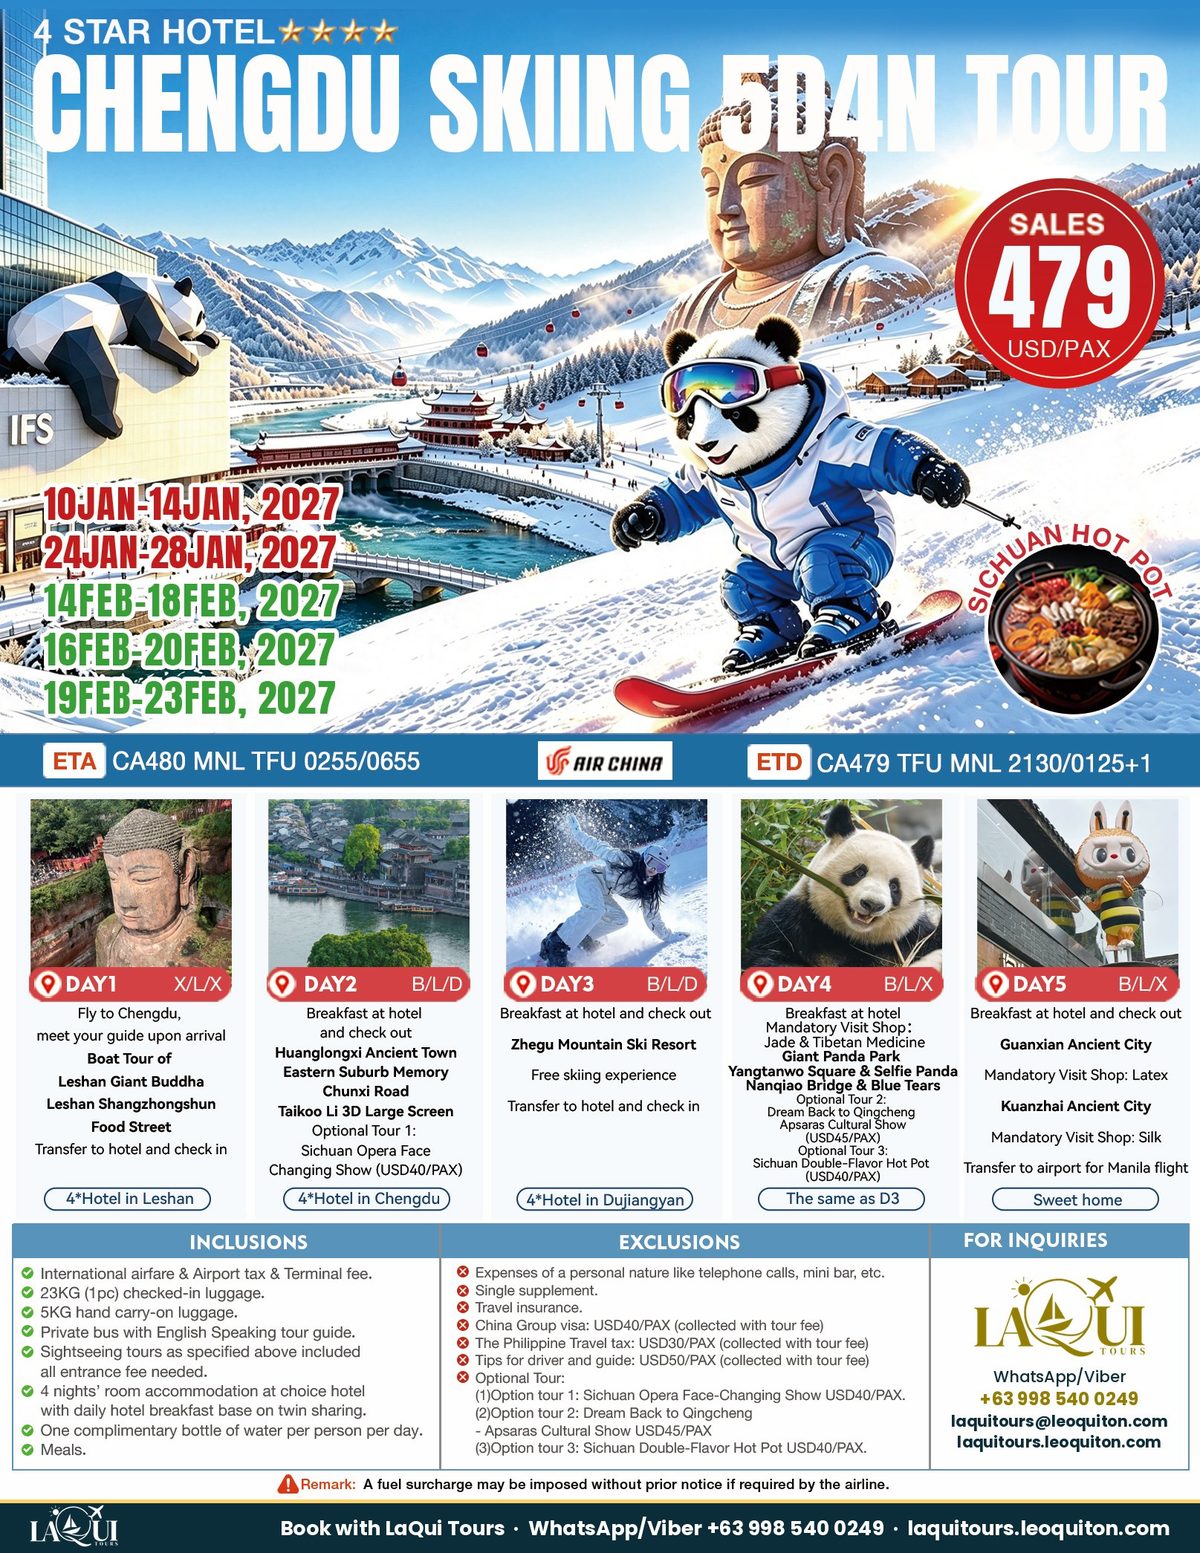 4 STAR HOTEL
CHENGDU SKIING 5D4N TOUR
SALES
479
USD/PAX
IFS
10JAN-14JAN, 2027
24JAN-28JAN, 2027
14FEB-18FEB, 2027
16FEB-20FEB, 2027
19FEB-23FEB, 2027
SICHUAN HOT POT
ETA CA480 MNL TFU 0255/0655
AIR CHINA
ETD CA479 TFU MNL 2130/0125+1
DAY1 X/L/X
Fly to Chengdu,
meet your guide upon arrival
Boat Tour of
Leshan Giant Buddha
Leshan Shangzhongshun
Food Street
Transfer to hotel and check in
4*Hotel in Leshan
DAY2 B/L/D
Breakfast at hotel
and check out
Huanglongxi Ancient Town
Eastern Suburb Memory
Chunxi Road
Taikoo Li 3D Large Screen
Optional Tour 1:
Sichuan Opera Face
Changing Show (USD40/PAX)
4*Hotel in Chengdu
DAY3 B/L/D
Breakfast at hotel and check out
Zhegu Mountain Ski Resort
Free skiing experience
Transfer to hotel and check in
4*Hotel in Dujiangyan
DAY4 B/L/X
Breakfast at hotel
Mandatory Visit Shop:
Jade & Tibetan Medicine
Giant Panda Park
Yangtanwo Square & Selfie Panda
Nanqiao Bridge & Blue Tears
Optional Tour 2:
Dream Back to Qingcheng
Apsaras Cultural Show
(USD45/PAX)
Optional Tour 3:
Sichuan Double-Flavor Hot Pot
(USD40/PAX)
The same as D3
DAY5 B/L/X
Breakfast at hotel and check out
Guanxian Ancient City
Mandatory Visit Shop: Latex
Kuanzhai Ancient City
Mandatory Visit Shop: Silk
Transfer to airport for Manila flight
Sweet home
INCLUSIONS
International airfare & Airport tax & Terminal fee.
23KG (1pc) checked-in luggage.
5KG hand carry-on luggage.
Private bus with English Speaking tour guide.
Sightseeing tours as specified above included
all entrance fee needed.
4 nights' room accommodation at choice hotel
with daily hotel breakfast base on twin sharing.
One complimentary bottle of water per person per day.
Meals.
EXCLUSIONS
Expenses of a personal nature like telephone calls, mini bar, etc.
Single supplement.
Travel insurance.
China Group visa: USD40/PAX (collected with tour fee)
The Philippine Travel tax: USD30/PAX (collected with tour fee)
Tips for driver and guide: USD50/PAX (collected with tour fee)
Optional Tour:
(1)Option tour 1: Sichuan Opera Face-Changing Show USD40/PAX.
(2)Option tour 2: Dream Back to Qingcheng
- Apsaras Cultural Show USD45/PAX
(3)Option tour 3: Sichuan Double-Flavor Hot Pot USD40/PAX.
FOR INQUIRIES
LAQUI
TOURS
WhatsApp/Viber
+63 998 540 0249
laquitours@leoquiton.com
laquitours.leoquiton.com
Remark: A fuel surcharge may be imposed without prior notice if required by the airline.
LAQUI
TOURS
Book with LaQui Tours · WhatsApp/Viber +63 998 540 0249 · laquitours.leoquiton.com